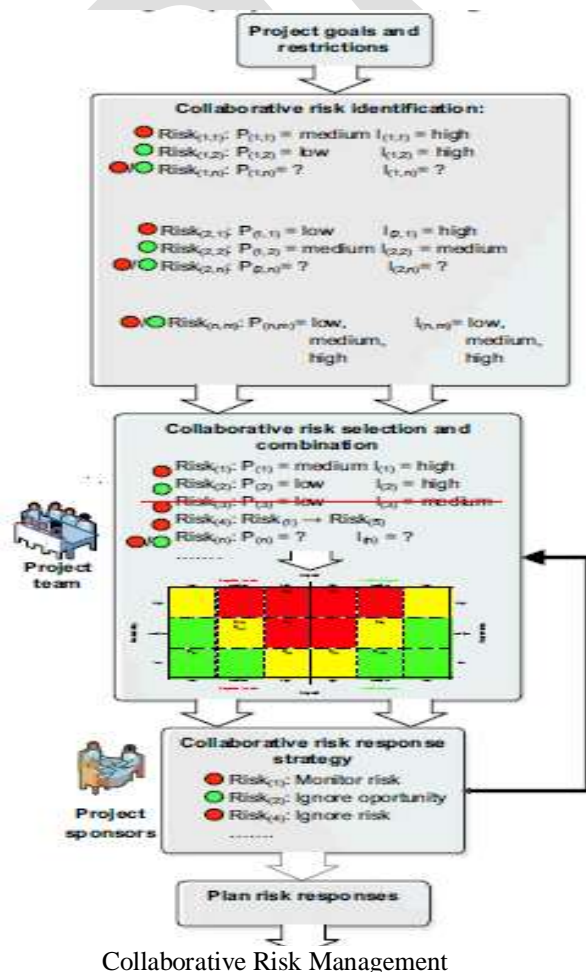 Project goals and
restrictions
Collaborative risk identification:
Risk(1,1): P(1,1) = medium I(1,1) = high
Risk(1,2): P(1,2) = low I(1,2) = high
Risk(1,n): P(1,n)= ? I(1,n)= ?
Risk(2,1): P(1,1) = low I(2,1) = high
Risk(2,2): P(1,2) = medium I(2,2) = medium
Risk(2,n): P(2,n)= ? I(2,n)= ?
Risk(n,m): P(n,m)= low, I(n,m)= low,
medium, medium,
high high
Collaborative risk selection and
combination
Risk(1): P(1) = medium I(1) = high
Risk(2): P(2) = low I(2) = high
Risk(3): P(3) = low I(3) = medium
Risk(4): Risk(1) → Risk(5)
Risk(n): P(n) = ? I(n) = ?
.......
Project
team
Collaborative risk response
strategy
Risk(1): Monitor risk
Risk(2): Ignore oportunity
Risk(4): Ignore risk
.......
Project
sponsors
Plan risk responses
Collaborative Risk Management